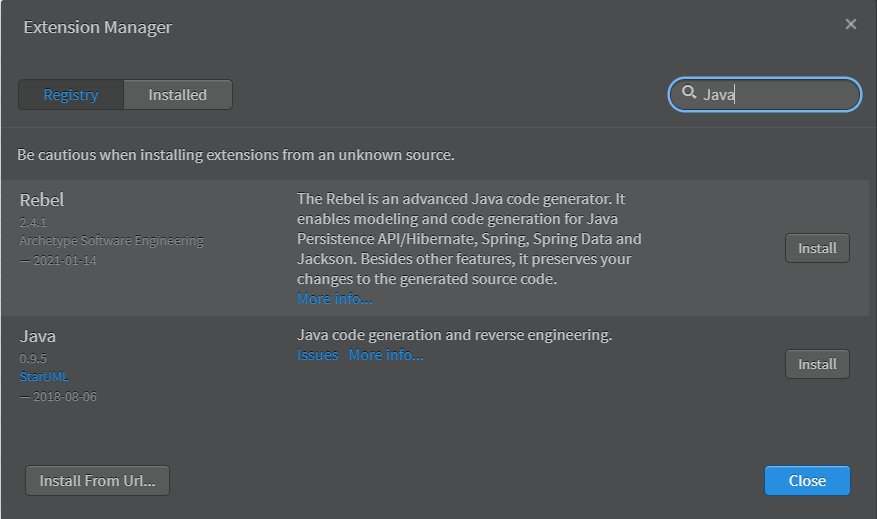 Extension Manager
×
Registry
Installed
Java
Be cautious when installing extensions from an unknown source.
Rebel
2.4.1
Archetype Software Engineering
— 2021-01-14
The Rebel is an advanced Java code generator. It
enables modeling and code generation for Java
Persistence API/Hibernate, Spring, Spring Data and
Jackson. Besides other features, it preserves your
changes to the generated source code.
More info...
Install
Java
0.9.5
StarUML
— 2018-08-06
Java code generation and reverse engineering.
Issues More info...
Install
Install From Url...
Close